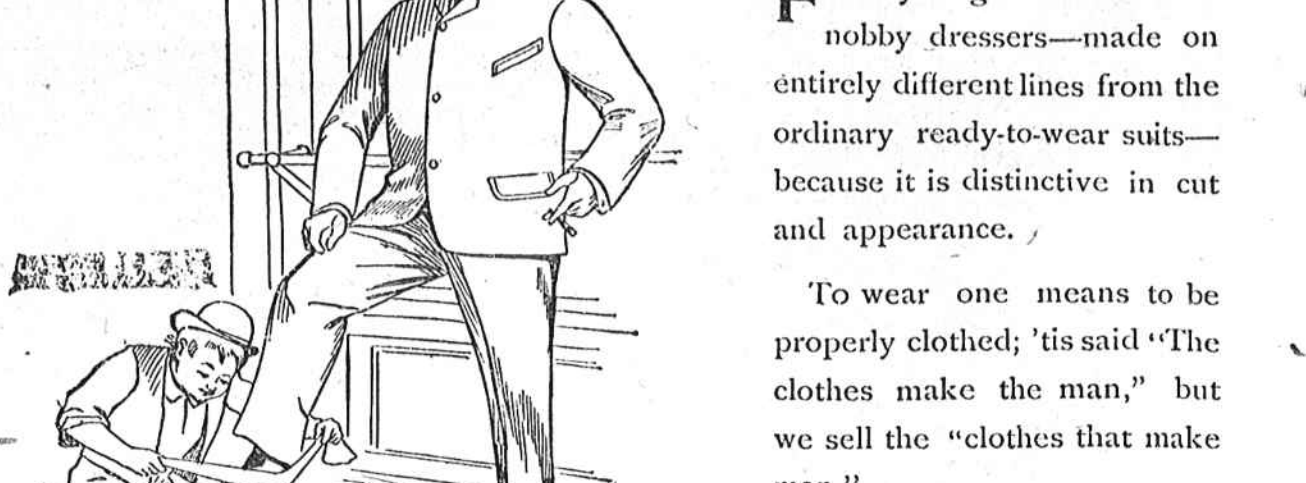 nobby dressers—made on
entirely different lines from the
ordinary ready-to-wear suits—
because it is distinctive in cut
and appearance.
To wear one means to be
properly clothed; 'tis said “The
clothes make the man,” but
we sell the “clothes that make